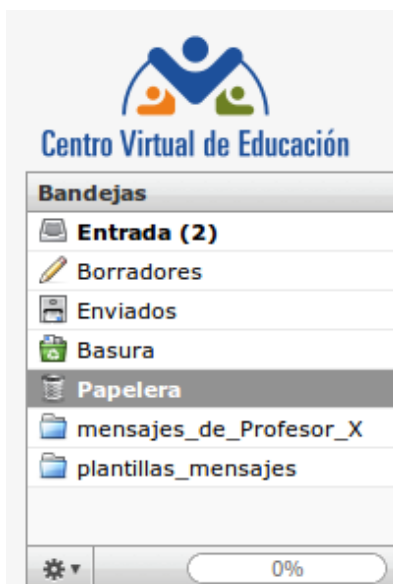 Centro Virtual de Educación
Bandejas
Entrada (2)
Borradores
Enviados
Basura
Papelera
mensajes_de_Profesor_X
plantillas_mensajes
0%